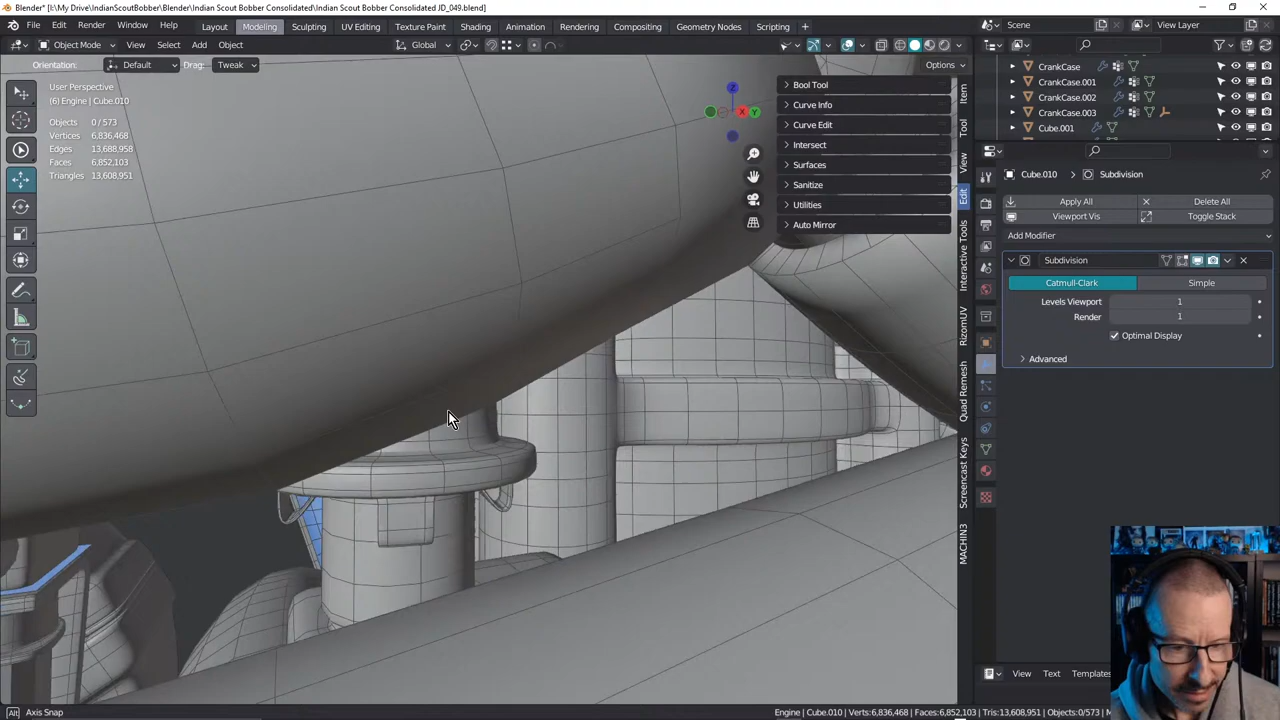 Blender* [I:\My Drive\IndianScoutBobber\Blender\Indian Scout Bobber Consolidated\Indian Scout Bobber Consolidated JD_049.blend]
File Edit Render Window Help Layout Modeling Sculpting UV Editing Texture Paint Shading Animation Rendering Compositing Geometry Nodes Scripting Scene View Layer
Object Mode View Select Add Object Global
Orientation: Default Drag: Tweak Options
User Perspective
(6) Engine | Cube.010
Objects 0 / 573
Vertices 6,836,468
Edges 13,688,958
Faces 6,852,103
Triangles 13,608,951
Bool Tool
Curve Info
Curve Edit
Intersect
Surfaces
Sanitize
Utilities
Auto Mirror
Z
X
Y
Item
Tool
View
Edit
Interactive Tools
RizomUV
Quad Remesh
Screencast Keys
MACHIN3
CrankCase
CrankCase.001
CrankCase.002
CrankCase.003
Cube.001
Cube.010 Subdivision
Apply All Delete All
Viewport Vis Toggle Stack
Add Modifier
Subdivision
Catmull-Clark Simple
Levels Viewport 1
Render 1
Optimal Display
Advanced
View Text Templates
Alt Axis Snap
Engine | Cube.010 | Verts:6,836,468 | Faces:6,852,103 | Tris:13,608,951 | Objects:0/573